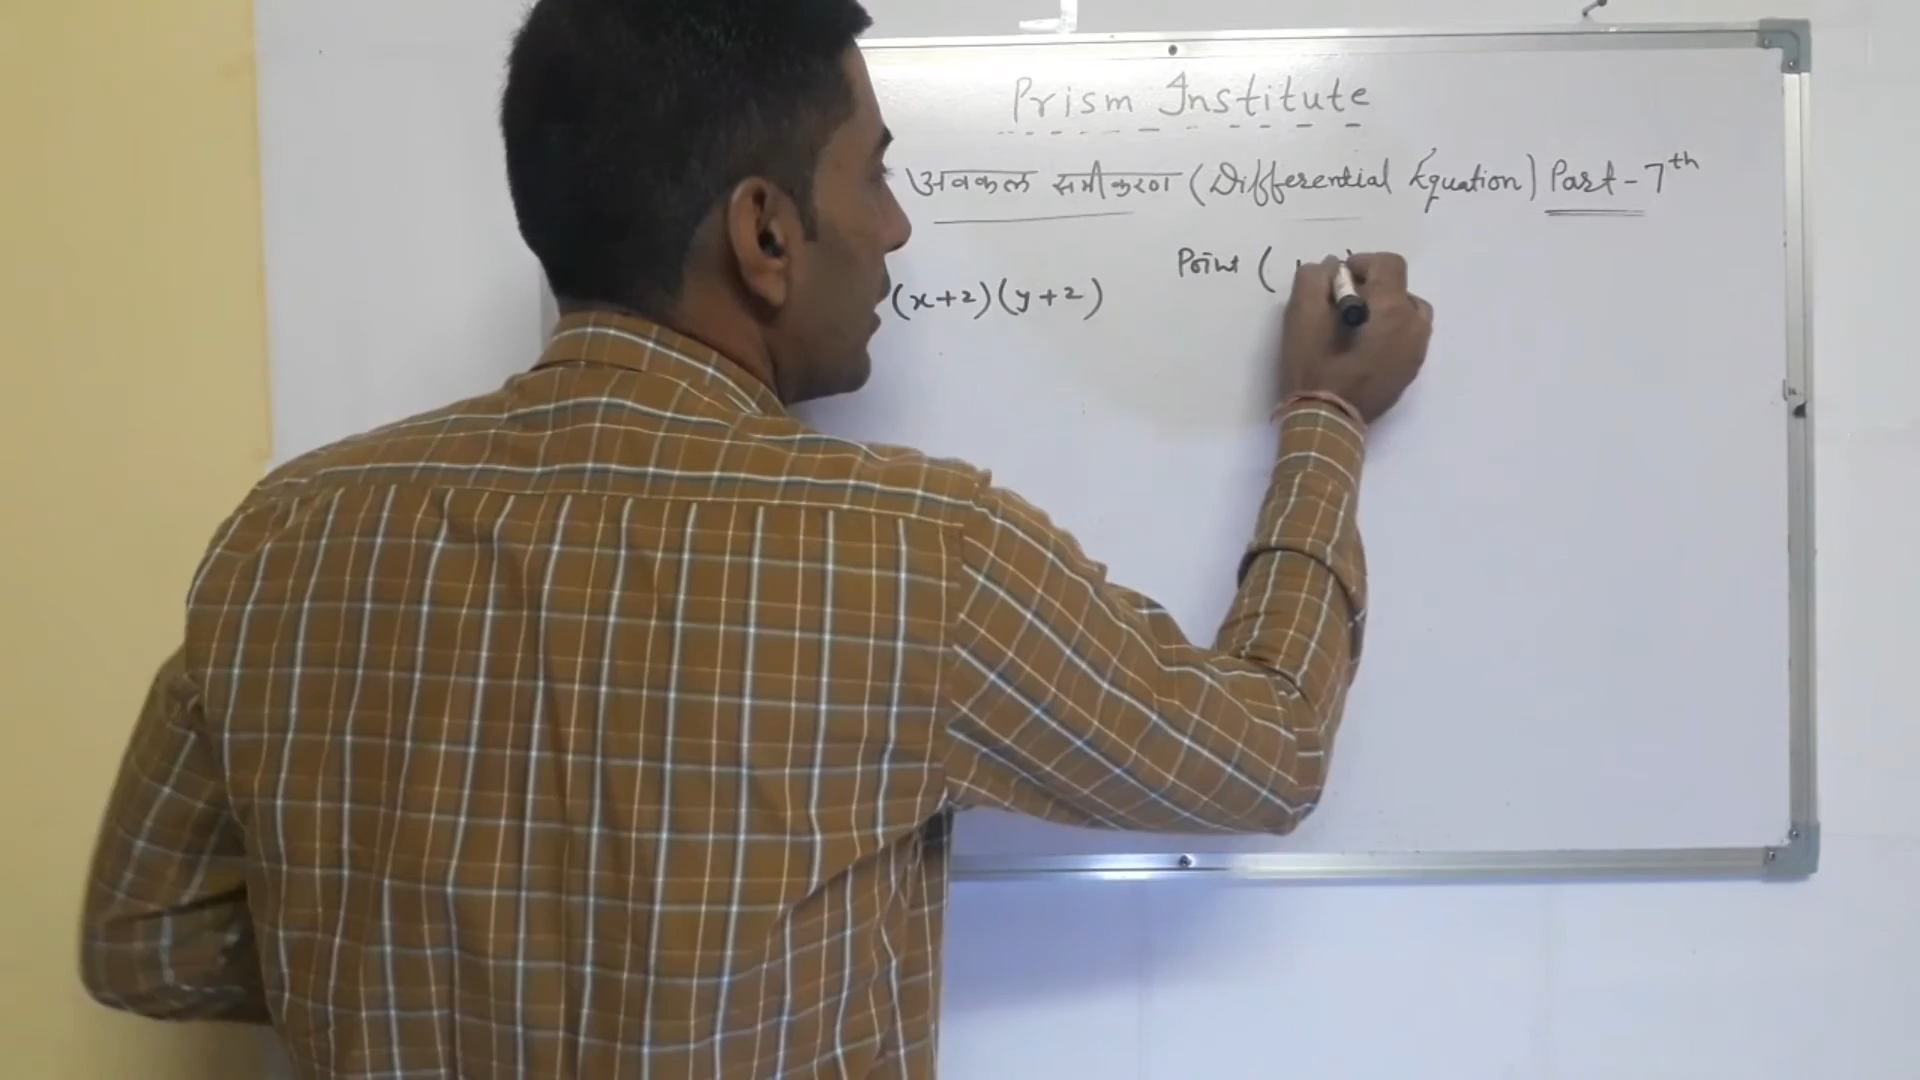 Prism Institute
अवकल समीकरण (Differential Equation) Part - 7th
Point (
(x+2)(y+2)